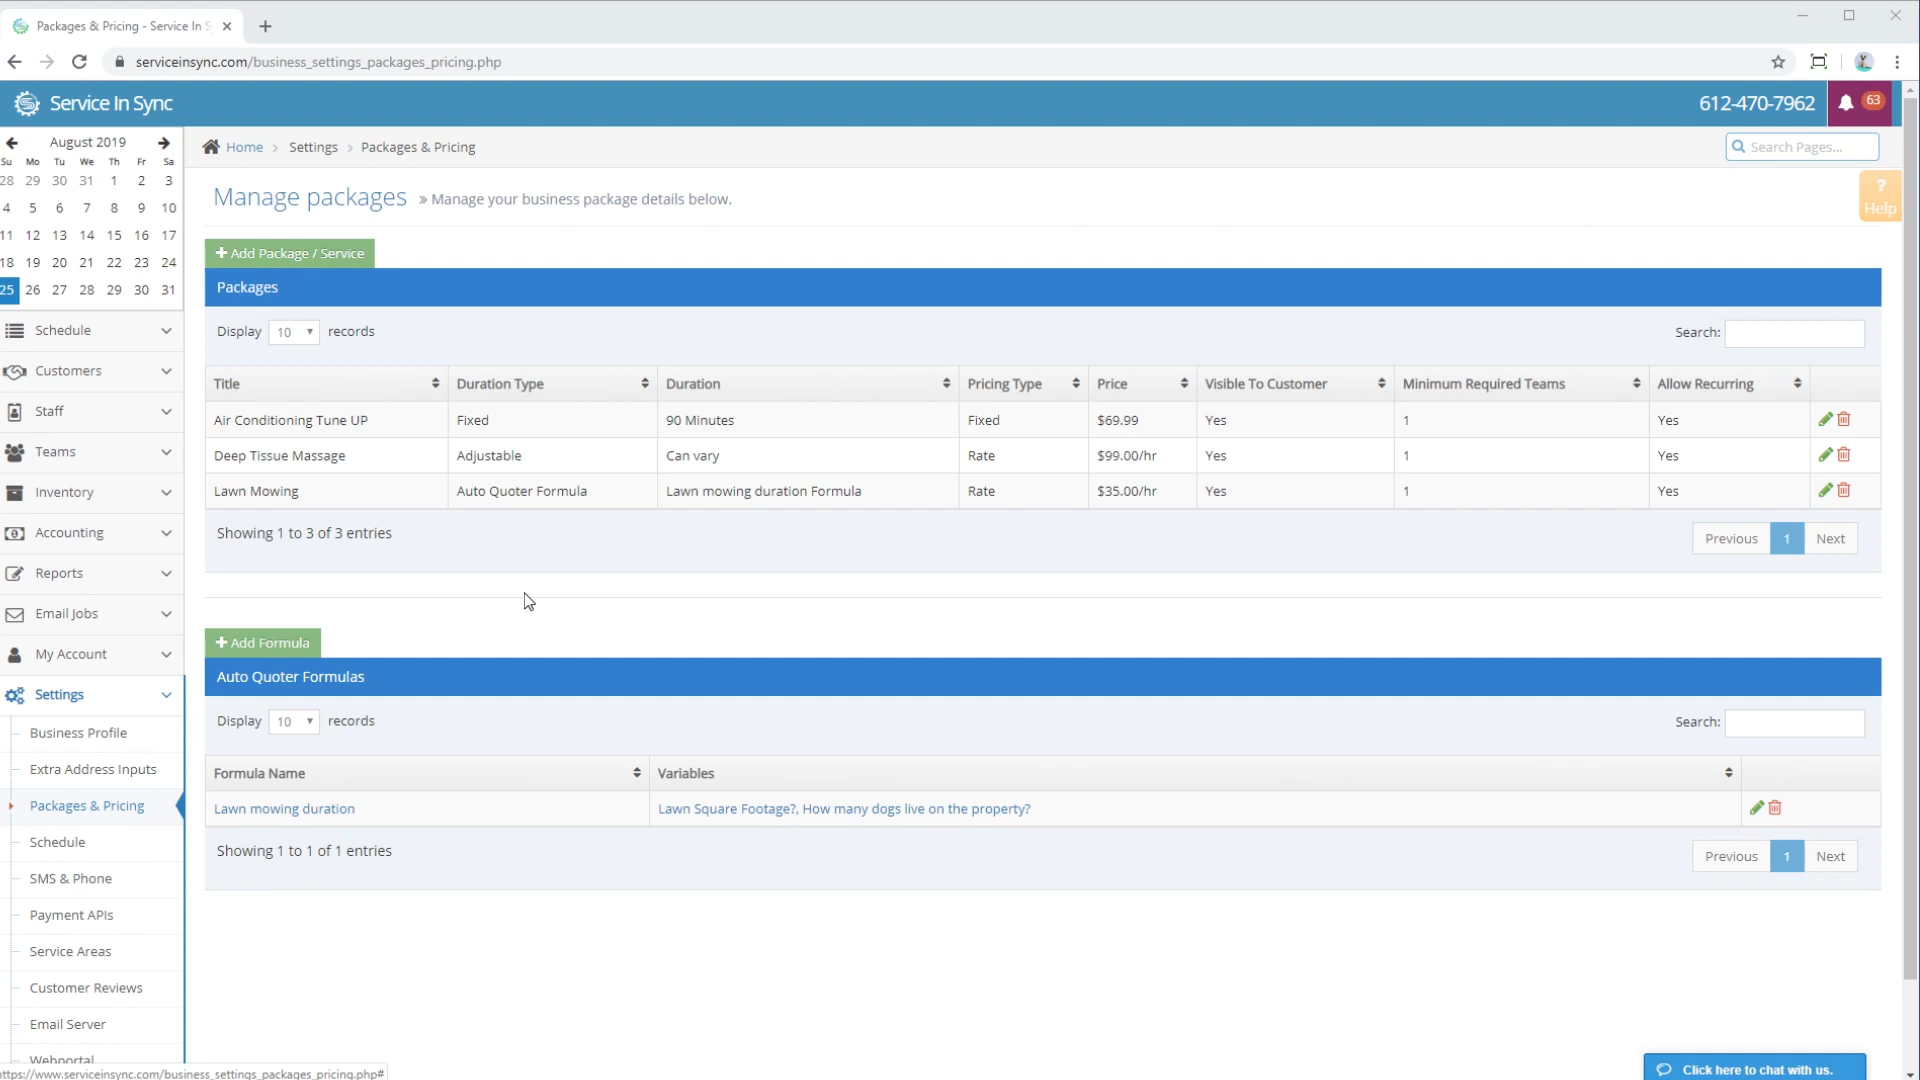 Packages & Pricing - Service In S
serviceinsync.com/business_settings_packages_pricing.php
Service In Sync
612-470-7962
63
August 2019
Su Mo Tu We Th Fr Sa
28 29 30 31 1 2 3
4 5 6 7 8 9 10
11 12 13 14 15 16 17
18 19 20 21 22 23 24
25 26 27 28 29 30 31
Schedule
Customers
Staff
Teams
Inventory
Accounting
Reports
Email Jobs
My Account
Settings
Business Profile
Extra Address Inputs
Packages & Pricing
Schedule
SMS & Phone
Payment APIs
Service Areas
Customer Reviews
Email Server
Webportal
Home > Settings > Packages & Pricing
Search Pages...
Manage packages » Manage your business package details below.
? Help
+ Add Package / Service
Packages
Display 10 records
Search:
Title Duration Type Duration Pricing Type Price Visible To Customer Minimum Required Teams Allow Recurring
Air Conditioning Tune UP Fixed 90 Minutes Fixed $69.99 Yes 1 Yes
Deep Tissue Massage Adjustable Can vary Rate $99.00/hr Yes 1 Yes
Lawn Mowing Auto Quoter Formula Lawn mowing duration Formula Rate $35.00/hr Yes 1 Yes
Showing 1 to 3 of 3 entries
Previous 1 Next
+ Add Formula
Auto Quoter Formulas
Display 10 records
Search:
Formula Name Variables
Lawn mowing duration Lawn Square Footage?, How many dogs live on the property?
Showing 1 to 1 of 1 entries
Previous 1 Next
ttps://www.serviceinsync.com/business_settings_packages_pricing.php#
Click here to chat with us.